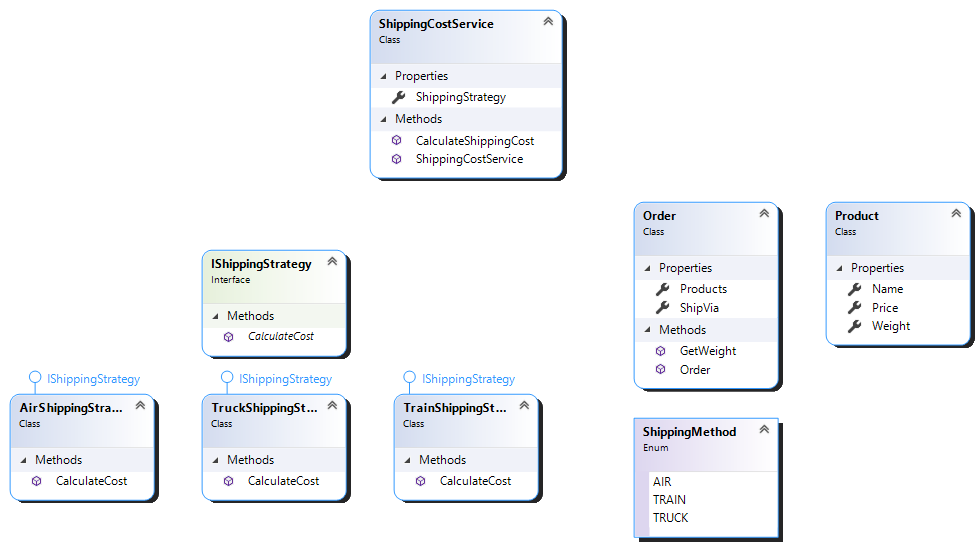 ShippingCostService
Class
Properties
ShippingStrategy
Methods
CalculateShippingCost
ShippingCostService
IShippingStrategy
Interface
Methods
CalculateCost
IShippingStrategy
AirShippingStra...
Class
Methods
CalculateCost
IShippingStrategy
TruckShippingSt...
Class
Methods
CalculateCost
IShippingStrategy
TrainShippingSt...
Class
Methods
CalculateCost
Order
Class
Properties
Products
ShipVia
Methods
GetWeight
Order
Product
Class
Properties
Name
Price
Weight
ShippingMethod
Enum
AIR
TRAIN
TRUCK